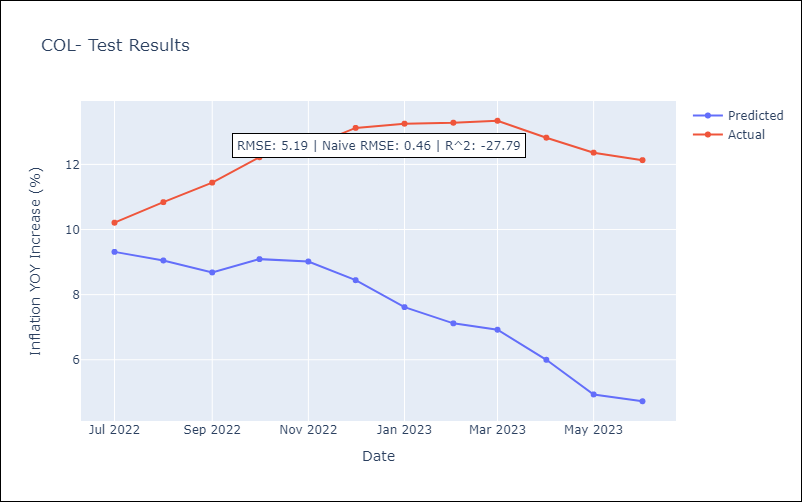 COL- Test Results
Predicted
Actual
RMSE: 5.19 | Naive RMSE: 0.46 | R^2: -27.79
Inflation YOY Increase (%)
12
10
8
6
Jul 2022
Sep 2022
Nov 2022
Jan 2023
Mar 2023
May 2023
Date